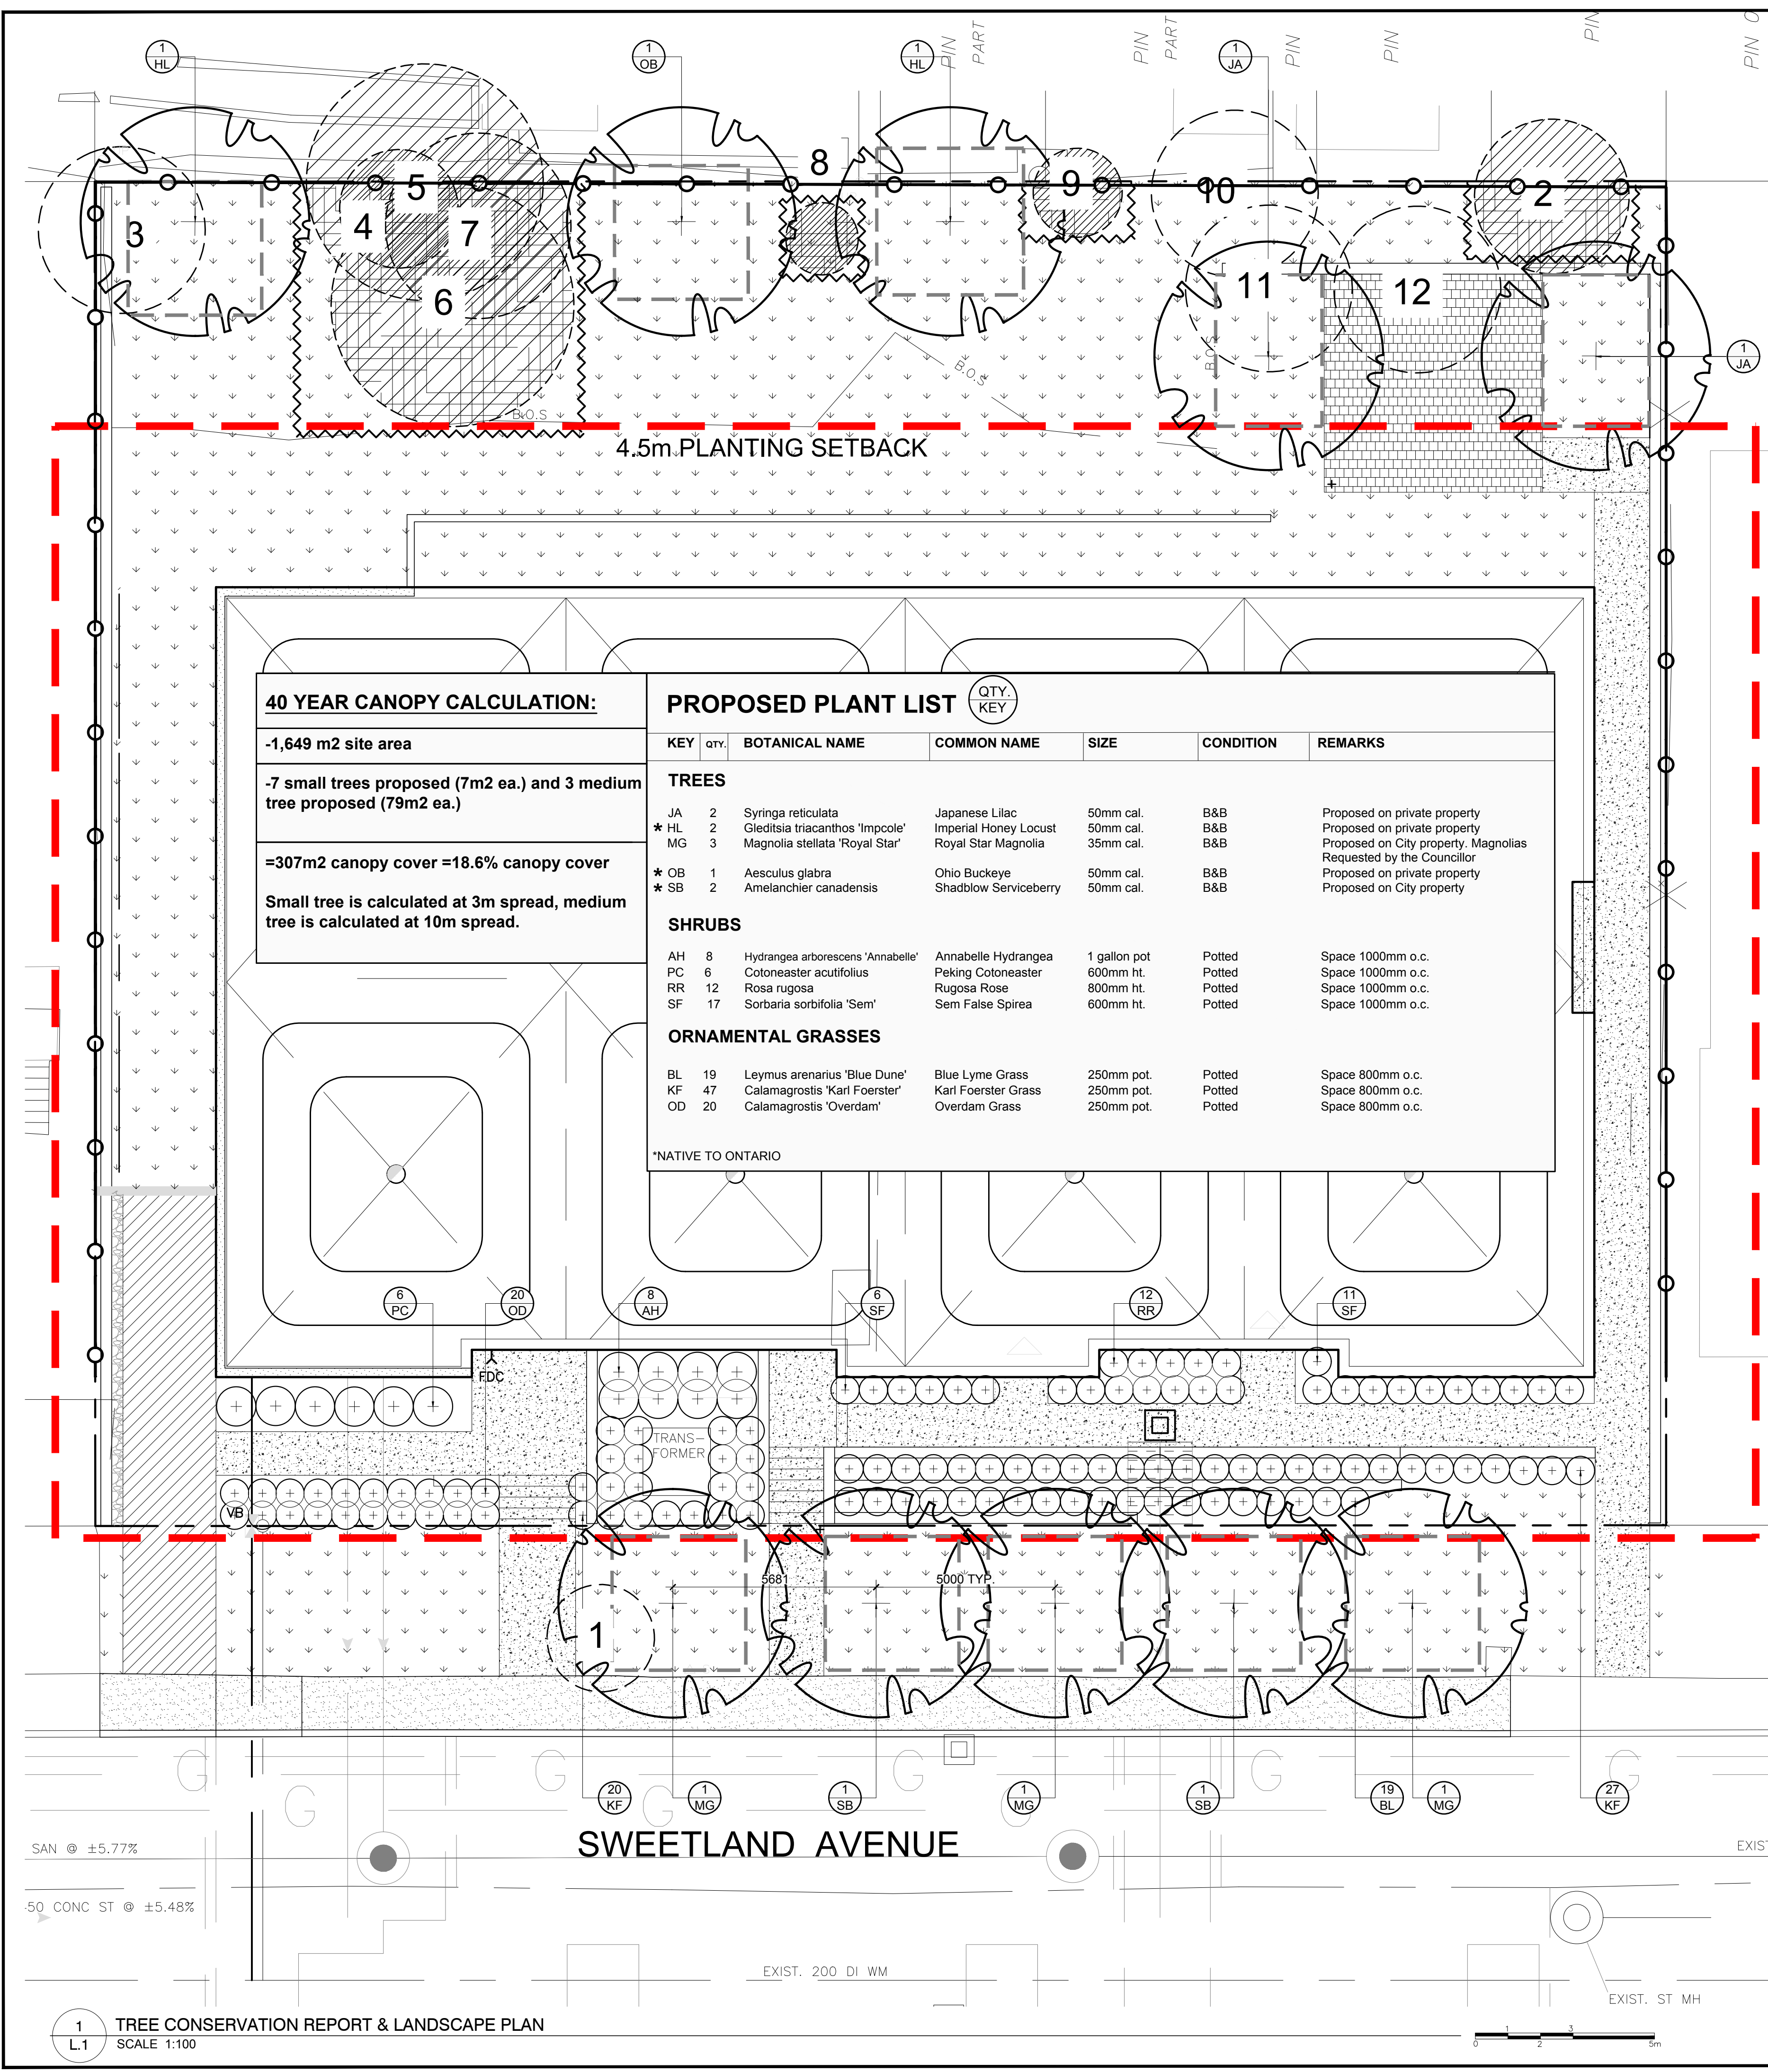 1
HL
1
OB
1
HL
1
JA
PIN
PART
PIN
PART
PIN
PIN
PIN
PIN
3
4
5
7
6
8
9
10
11
12
2
1
JA
B.O.S
B.O.S
B.O.S
4.5m PLANTING SETBACK
40 YEAR CANOPY CALCULATION:
-1,649 m2 site area
-7 small trees proposed (7m2 ea.) and 3 medium
tree proposed (79m2 ea.)
=307m2 canopy cover =18.6% canopy cover
Small tree is calculated at 3m spread, medium
tree is calculated at 10m spread.
PROPOSED PLANT LIST QTY. KEY
KEY QTY. BOTANICAL NAME COMMON NAME SIZE CONDITION REMARKS
TREES
JA 2 Syringa reticulata Japanese Lilac 50mm cal. B&B Proposed on private property
* HL 2 Gleditsia triacanthos 'Impcole' Imperial Honey Locust 50mm cal. B&B Proposed on private property
MG 3 Magnolia stellata 'Royal Star' Royal Star Magnolia 35mm cal. B&B Proposed on City property. Magnolias
Requested by the Councillor
* OB 1 Aesculus glabra Ohio Buckeye 50mm cal. B&B Proposed on private property
* SB 2 Amelanchier canadensis Shadblow Serviceberry 50mm cal. B&B Proposed on City property
SHRUBS
AH 8 Hydrangea arborescens 'Annabelle' Annabelle Hydrangea 1 gallon pot Potted Space 1000mm o.c.
PC 6 Cotoneaster acutifolius Peking Cotoneaster 600mm ht. Potted Space 1000mm o.c.
RR 12 Rosa rugosa Rugosa Rose 800mm ht. Potted Space 1000mm o.c.
SF 17 Sorbaria sorbifolia 'Sem' Sem False Spirea 600mm ht. Potted Space 1000mm o.c.
ORNAMENTAL GRASSES
BL 19 Leymus arenarius 'Blue Dune' Blue Lyme Grass 250mm pot. Potted Space 800mm o.c.
KF 47 Calamagrostis 'Karl Foerster' Karl Foerster Grass 250mm pot. Potted Space 800mm o.c.
OD 20 Calamagrostis 'Overdam' Overdam Grass 250mm pot. Potted Space 800mm o.c.
*NATIVE TO ONTARIO
6
PC
20
OD
8
AH
6
SF
12
RR
11
SF
FDC
TRANS-
FORMER
VB
5681
5000 TYP.
1
G G G G G
G G G
20
KF
1
MG
1
SB
1
MG
1
SB
19
BL
1
MG
27
KF
SWEETLAND AVENUE
SAN @ ±5.77%
EXIST
50 CONC ST @ ±5.48%
EXIST. 200 DI WM
EXIST. ST MH
1
L.1
TREE CONSERVATION REPORT & LANDSCAPE PLAN
SCALE 1:100
0 1 2 3 5m